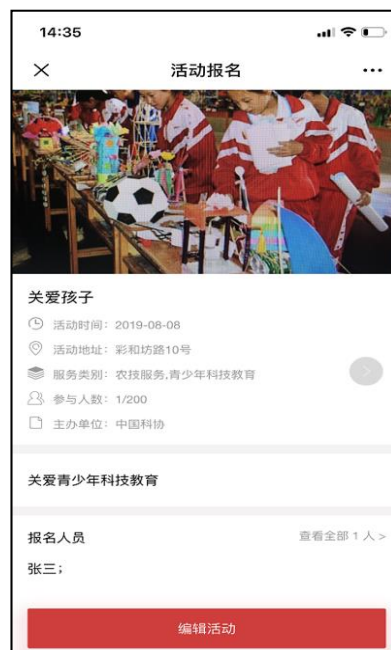 14:35
活动报名
关爱孩子
活动时间：2019-08-08
活动地址：彩和坊路10号
服务类别：农技服务,青少年科技教育
参与人数：1/200
主办单位：中国科协
关爱青少年科技教育
报名人员
查看全部 1 人 >
张三;
编辑活动